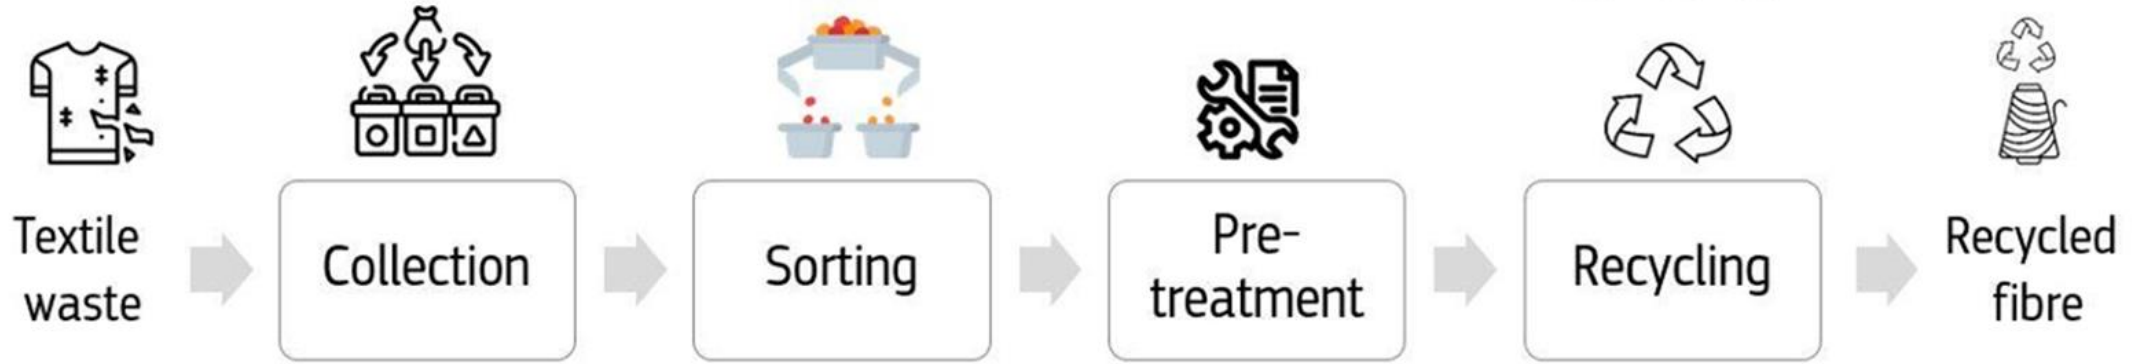 Textile
waste
Collection
Sorting
Pre-
treatment
Recycling
Recycled
fibre